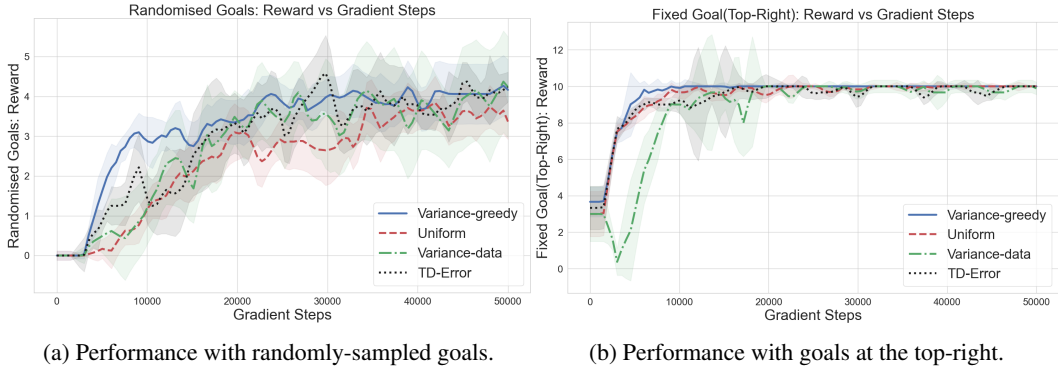 Randomised Goals: Reward vs Gradient Steps
Randomised Goals: Reward
5
4
3
2
1
0
0 10000 20000 30000 40000 50000
Gradient Steps
Variance-greedy
Uniform
Variance-data
TD-Error
(a) Performance with randomly-sampled goals.
Fixed Goal(Top-Right): Reward vs Gradient Steps
Fixed Goal(Top-Right): Reward
12
10
8
6
4
2
0
0 10000 20000 30000 40000 50000
Gradient Steps
Variance-greedy
Uniform
Variance-data
TD-Error
(b) Performance with goals at the top-right.